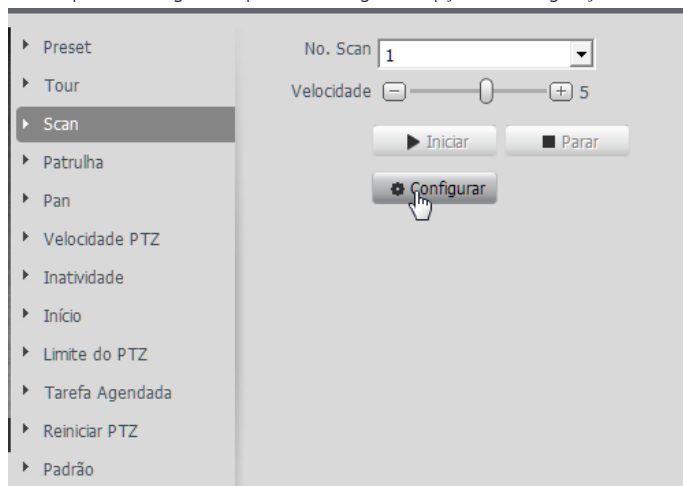 Preset
Tour
Scan
Patrulha
Pan
Velocidade PTZ
Inatividade
Início
Limite do PTZ
Tarefa Agendada
Reiniciar PTZ
Padrão
No. Scan 1
Velocidade 5
Iniciar Parar
Configurar